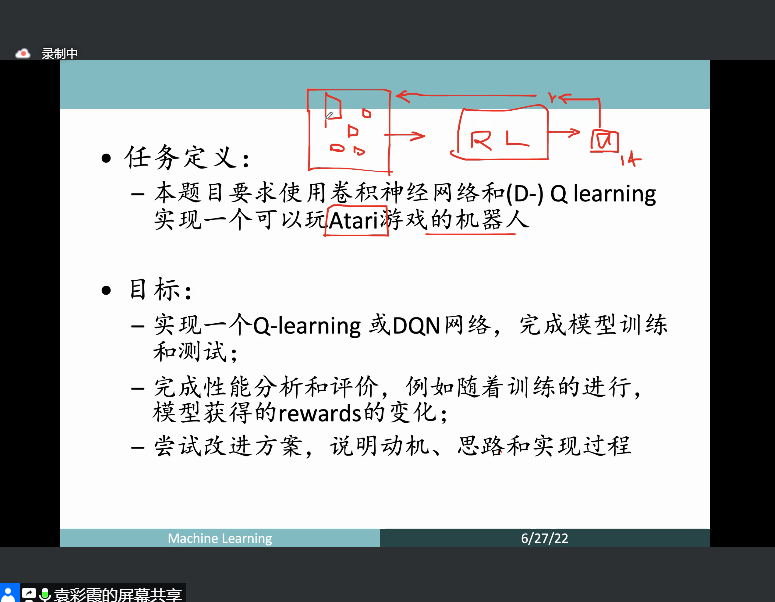 录制中
r
RL
a
14
• 任务定义：
– 本题目要求使用卷积神经网络和(D-) Q learning
实现一个可以玩Atari游戏的机器人
• 目标：
– 实现一个Q-learning 或DQN网络，完成模型训练
和测试；
– 完成性能分析和评价，例如随着训练的进行，
模型获得的rewards的变化；
– 尝试改进方案，说明动机、思路和实现过程
Machine Learning
6/27/22
袁彩霞的屏幕共享